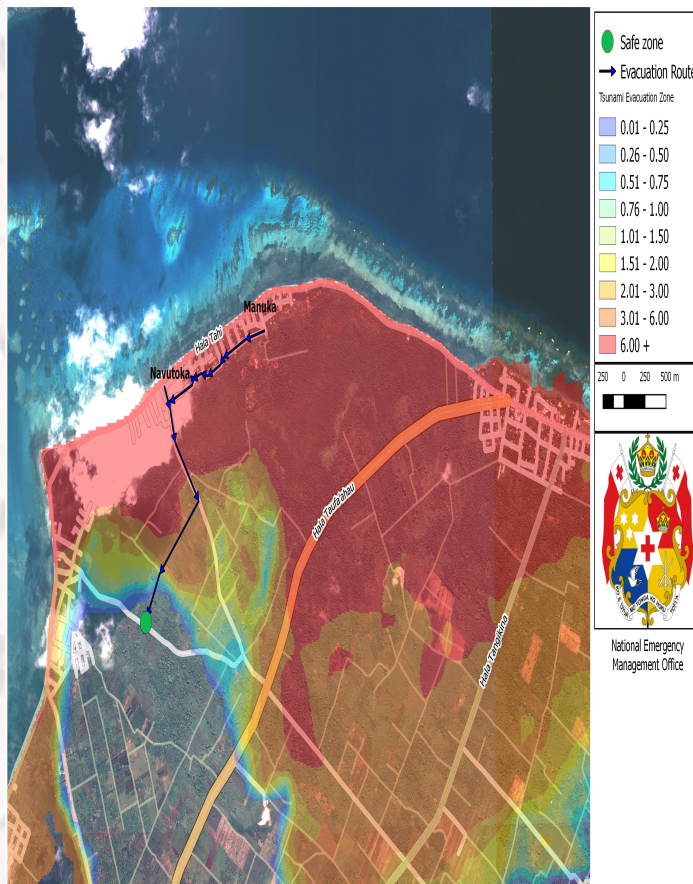 Safe zone
Evacuation Route
Tsunami Evacuation Zone
0.01 - 0.25
0.26 - 0.50
0.51 - 0.75
0.76 - 1.00
1.01 - 1.50
1.51 - 2.00
2.01 - 3.00
3.01 - 6.00
6.00 +
250 0 250 500 m
National Emergency
Management Office
Manuka
Hala Tahi
Navutoka
Hala Taufa'ahau